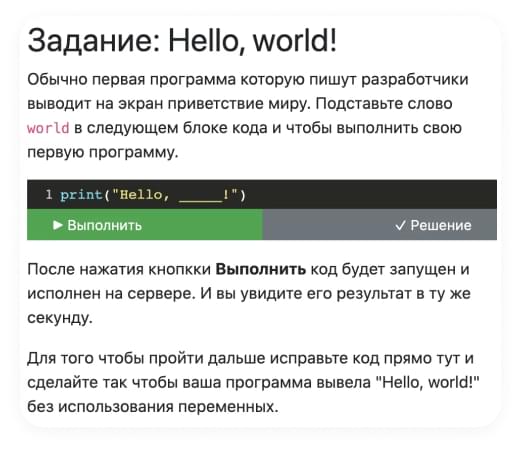 Задание: Hello, world!
Обычно первая программа которую пишут разработчики
выводит на экран приветствие миру. Подставьте слово
world в следующем блоке кода и чтобы выполнить свою
первую программу.
1 print("Hello, _____!")
▶ Выполнить
✓ Решение
После нажатия кнопкки Выполнить код будет запущен и
исполнен на сервере. И вы увидите его результат в ту же
секунду.
Для того чтобы пройти дальше исправьте код прямо тут и
сделайте так чтобы ваша программа вывела "Hello, world!"
без использования переменных.